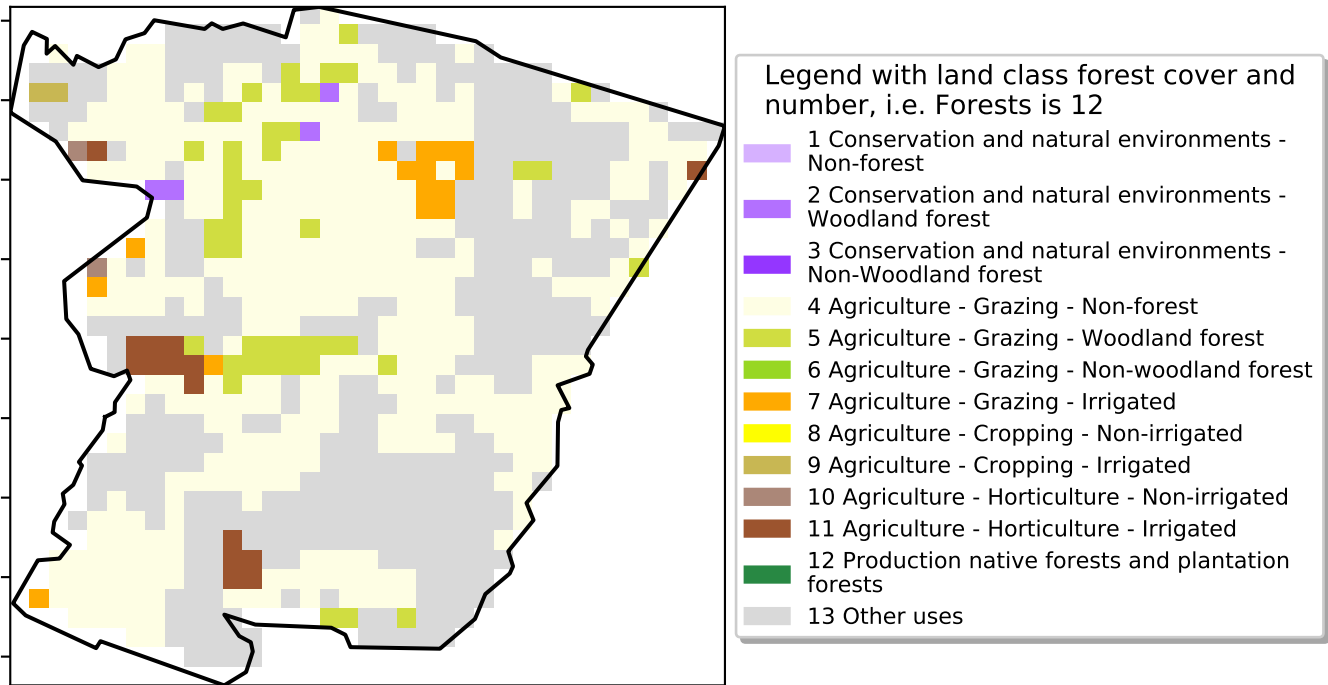 Legend with land class forest cover and
number, i.e. Forests is 12
1 Conservation and natural environments -
Non-forest
2 Conservation and natural environments -
Woodland forest
3 Conservation and natural environments -
Non-Woodland forest
4 Agriculture - Grazing - Non-forest
5 Agriculture - Grazing - Woodland forest
6 Agriculture - Grazing - Non-woodland forest
7 Agriculture - Grazing - Irrigated
8 Agriculture - Cropping - Non-irrigated
9 Agriculture - Cropping - Irrigated
10 Agriculture - Horticulture - Non-irrigated
11 Agriculture - Horticulture - Irrigated
12 Production native forests and plantation
forests
13 Other uses